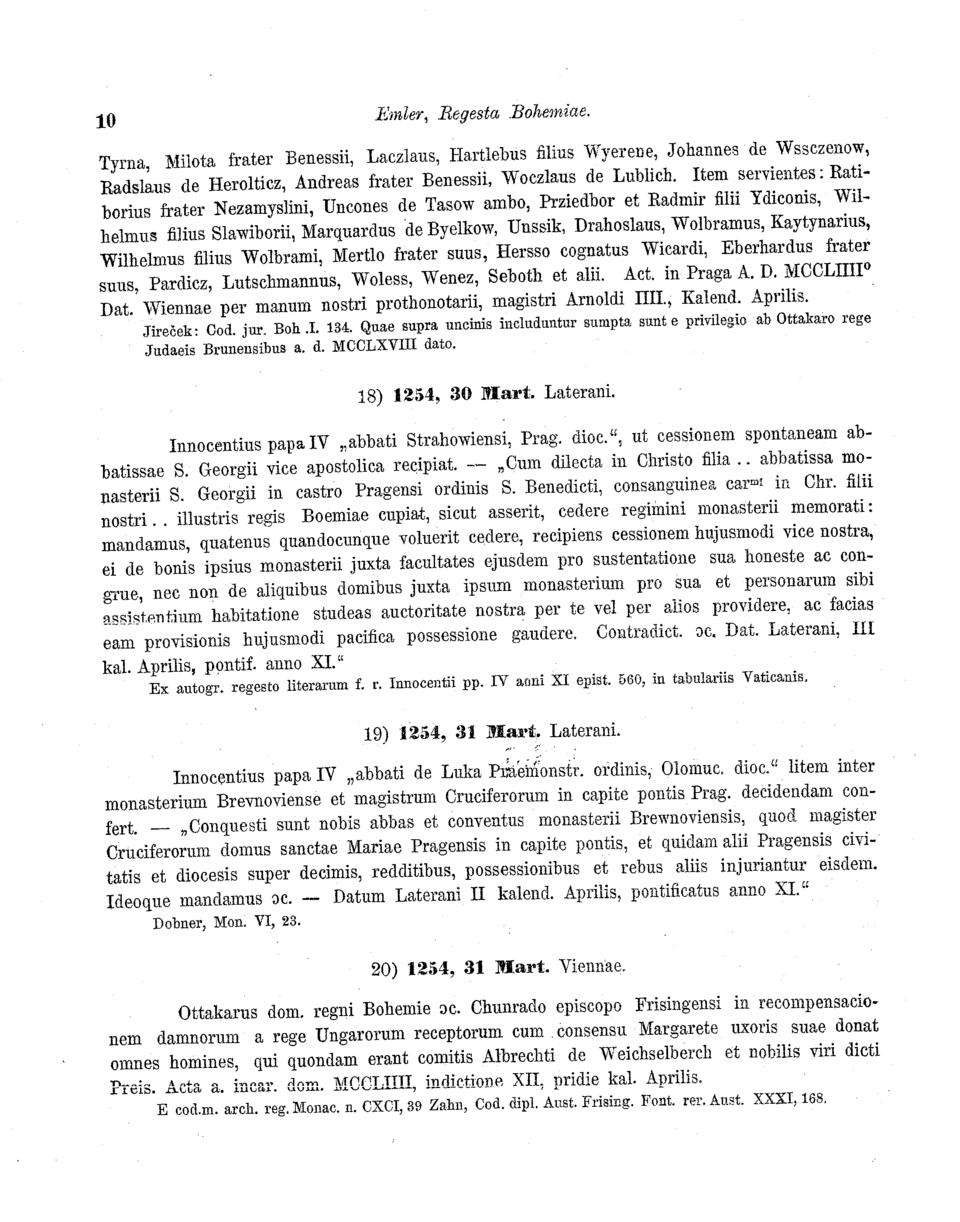 10
Emler, Regesta Bohemiae.
Tyrna, Milota frater Benessii, Laczlaus, Hartlebus filius Wyerene, Johannes de Wssczenow,
Radslaus de Herolticz, Andreas frater Benessii, Woczlaus de Lublich. Item servientes: Rati-
borius frater Nezamyslini, Uncones de Tasow ambo, Prziedbor et Radmir filii Ydiconis, Wil-
helmus filius Slawiborii, Marquardus de Byelkow, Unssik, Drahoslaus, Wolbramus, Kaytynarius,
Wilhelmus filius Wolbrami, Mertlo frater suus, Hersso cognatus Wicardi, Eberhardus frater
suus, Pardicz, Lutschmannus, Woless, Wenez, Seboth et alii. Act. in Praga A. D. MCCLIIII⁰
Dat. Wiennae per manum nostri prothonotarii, magistri Arnoldi IIII., Kalend. Aprilis.
Jireček: Cod. jur. Boh .I. 134. Quae supra uncinis includuntur sumpta sunt e privilegio ab Ottakaro rege
Judaeis Brunensibus a. d. MCCLXVIII dato.
18) 1254, 30 Mart. Laterani.
Innocentius papa IV „abbati Strahowiensi, Prag. dioc.“, ut cessionem spontaneam ab-
batissae S. Georgii vice apostolica recipiat. — „Cum dilecta in Christo filia .. abbatissa mo-
nasterii S. Georgii in castro Pragensi ordinis S. Benedicti, consanguinea carᵐⁱ in Chr. filii
nostri . . illustris regis Boemiae cupiat, sicut asserit, cedere regimini monasterii memorati:
mandamus, quatenus quandocunque voluerit cedere, recipiens cessionem hujusmodi vice nostra,
ei de bonis ipsius monasterii juxta facultates ejusdem pro sustentatione sua honeste ac con-
grue, nec non de aliquibus domibus juxta ipsum monasterium pro sua et personarum sibi
assistentium habitatione studeas auctoritate nostra per te vel per alios providere, ac facias
eam provisionis hujusmodi pacifica possessione gaudere. Contradict. ɔc. Dat. Laterani, III
kal. Aprilis, pontif. anno XI.“
Ex autogr. regesto literarum f. r. Innocentii pp. IV anni XI epist. 560, in tabulariis Vaticanis.
19) 1254, 31 Mart. Laterani.
Innocentius papa IV „abbati de Luka Praemonstr. ordinis, Olomuc. dioc.“ litem inter
monasterium Brevnoviense et magistrum Cruciferorum in capite pontis Prag. decidendam con-
fert. — „Conquesti sunt nobis abbas et conventus monasterii Brewnoviensis, quod magister
Cruciferorum domus sanctae Mariae Pragensis in capite pontis, et quidam alii Pragensis civi-
tatis et diocesis super decimis, redditibus, possessionibus et rebus aliis injuriantur eisdem.
Ideoque mandamus ɔc. — Datum Laterani II kalend. Aprilis, pontificatus anno XI.“
Dobner, Mon. VI, 23.
20) 1254, 31 Mart. Viennae.
Ottakarus dom. regni Bohemie ɔc. Chunrado episcopo Frisingensi in recompensacio-
nem damnorum a rege Ungarorum receptorum cum consensu Margarete uxoris suae donat
omnes homines, qui quondam erant comitis Albrechti de Weichselberch et nobilis viri dicti
Preis. Acta a. incar. dom. MCCLIIII, indictione XII, pridie kal. Aprilis.
E cod.m. arch. reg. Monac. n. CXCI, 39 Zahn, Cod. dipl. Aust. Frising. Font. rer. Aust. XXXI, 168.